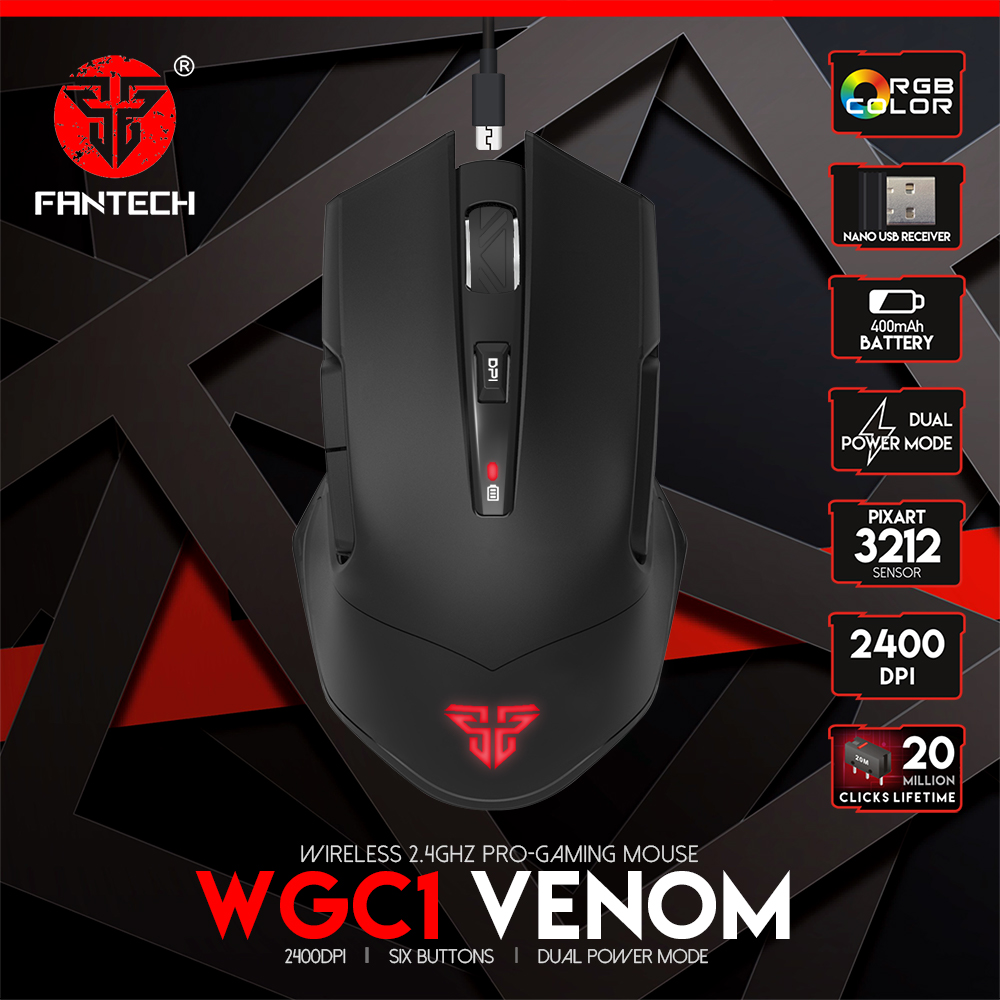 ®
FANTECH
RGB
COLOR
NANO USB RECEIVER
400mAh
BATTERY
DUAL
POWER MODE
PIXART
3212
SENSOR
2400
DPI
20M
20
MILLION
CLICKS LIFETIME
DPI
WIRELESS 2.4GHZ PRO-GAMING MOUSE
WGC1 VENOM
2400DPI | SIX BUTTONS | DUAL POWER MODE